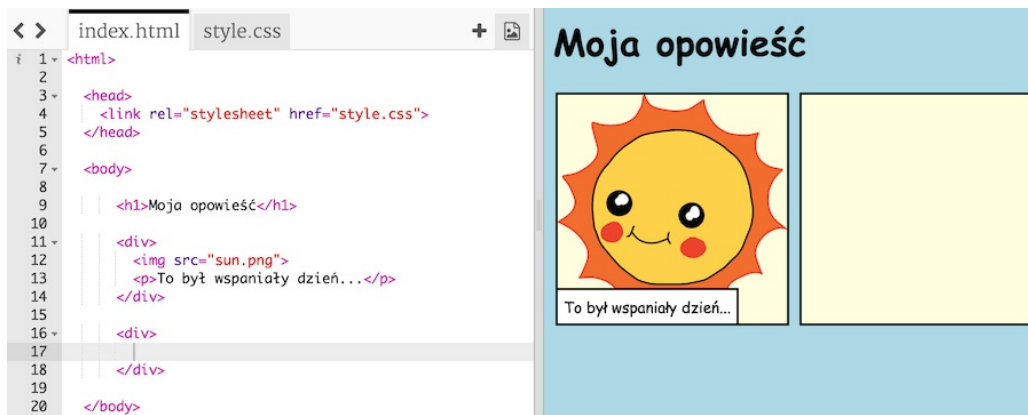 index.html style.css
1 <html>
2
3 <head>
4 <link rel="stylesheet" href="style.css">
5 </head>
6
7 <body>
8
9 <h1>Moja opowieść</h1>
10
11 <div>
12 <img src="sun.png">
13 <p>To był wspaniały dzień...</p>
14 </div>
15
16 <div>
17
18 </div>
19
20 </body>
Moja opowieść
To był wspaniały dzień...